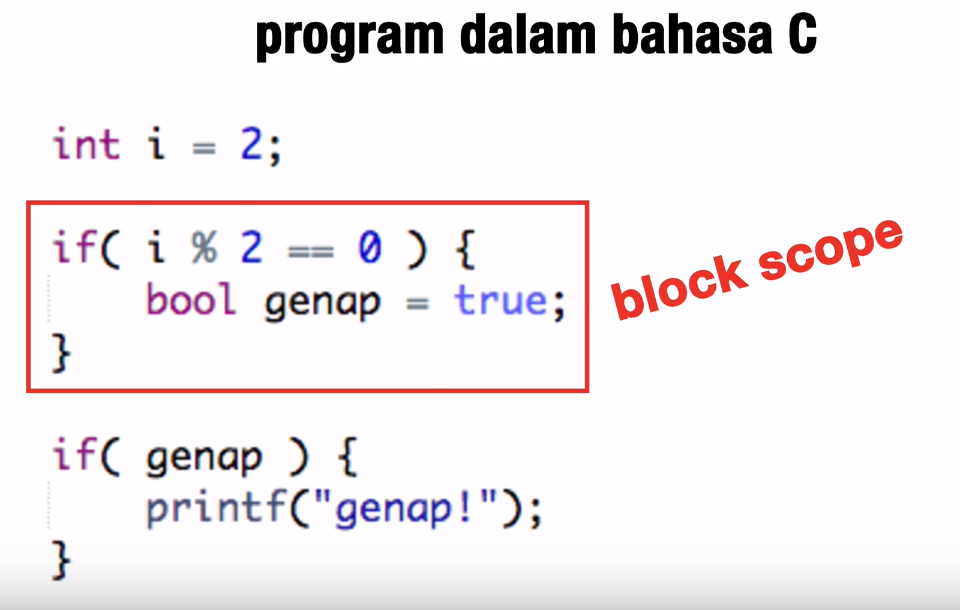 program dalam bahasa C
int i = 2;
if( i % 2 == 0 ) {
    bool genap = true;
}
block scope
if( genap ) {
    printf("genap!");
}